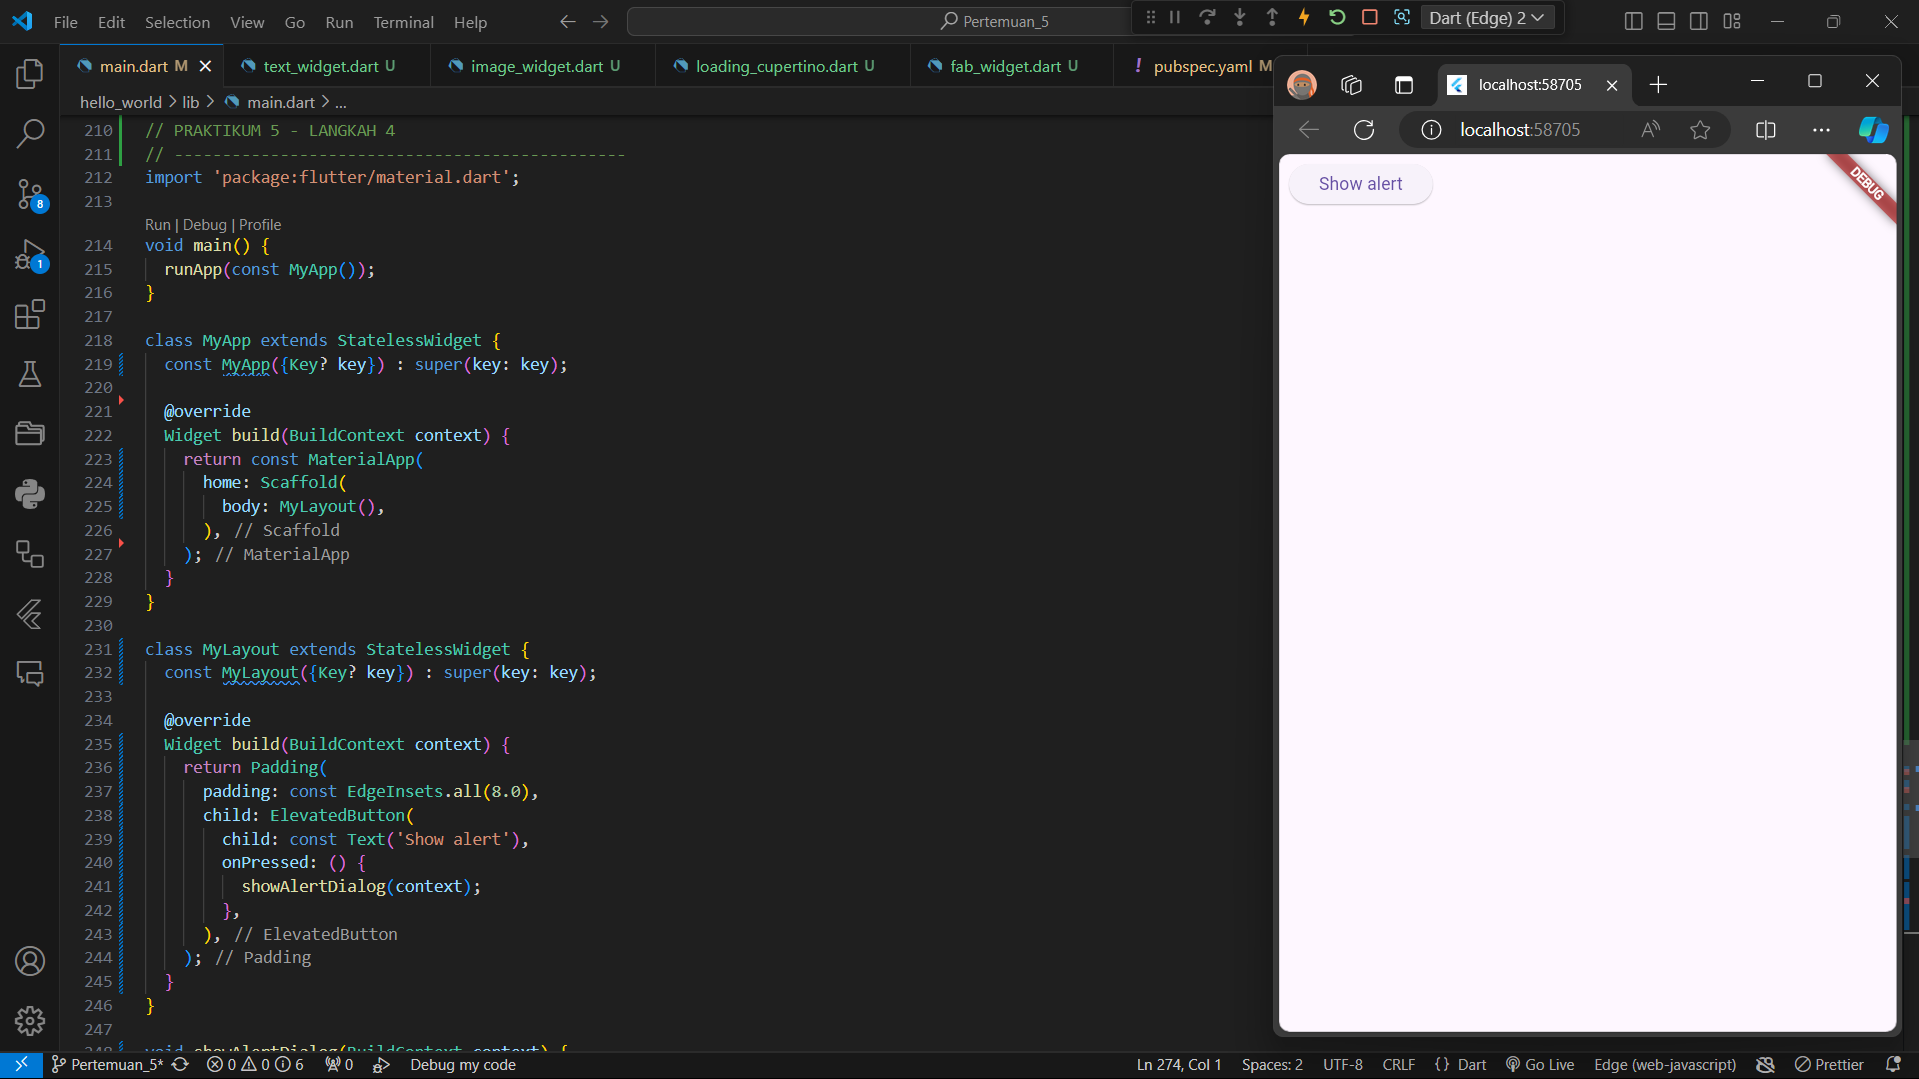 File Edit Selection View Go Run Terminal Help
Pertemuan_5
Dart (Edge) 2
main.dart M
text_widget.dart U
image_widget.dart U
loading_cupertino.dart U
fab_widget.dart U
! pubspec.yaml M
hello_world > lib > main.dart > ...
210 // PRAKTIKUM 5 - LANGKAH 4
211 // -----------------------------------------------
212 import 'package:flutter/material.dart';
213
Run | Debug | Profile
214 void main() {
215 runApp(const MyApp());
216 }
217
218 class MyApp extends StatelessWidget {
219 const MyApp({Key? key}) : super(key: key);
220
221 @override
222 Widget build(BuildContext context) {
223 return const MaterialApp(
224 home: Scaffold(
225 body: MyLayout(),
226 ), // Scaffold
227 ); // MaterialApp
228 }
229 }
230
231 class MyLayout extends StatelessWidget {
232 const MyLayout({Key? key}) : super(key: key);
233
234 @override
235 Widget build(BuildContext context) {
236 return Padding(
237 padding: const EdgeInsets.all(8.0),
238 child: ElevatedButton(
239 child: const Text('Show alert'),
240 onPressed: () {
241 showAlertDialog(context);
242 },
243 ), // ElevatedButton
244 ); // Padding
245 }
246 }
247
248 void showAlertDialog(BuildContext context) {
8
1
localhost:58705
localhost:58705
Show alert
DEBUG
Pertemuan_5* 0 0 6 0 Debug my code
Ln 274, Col 1 Spaces: 2 UTF-8 CRLF {} Dart Go Live Edge (web-javascript) Prettier